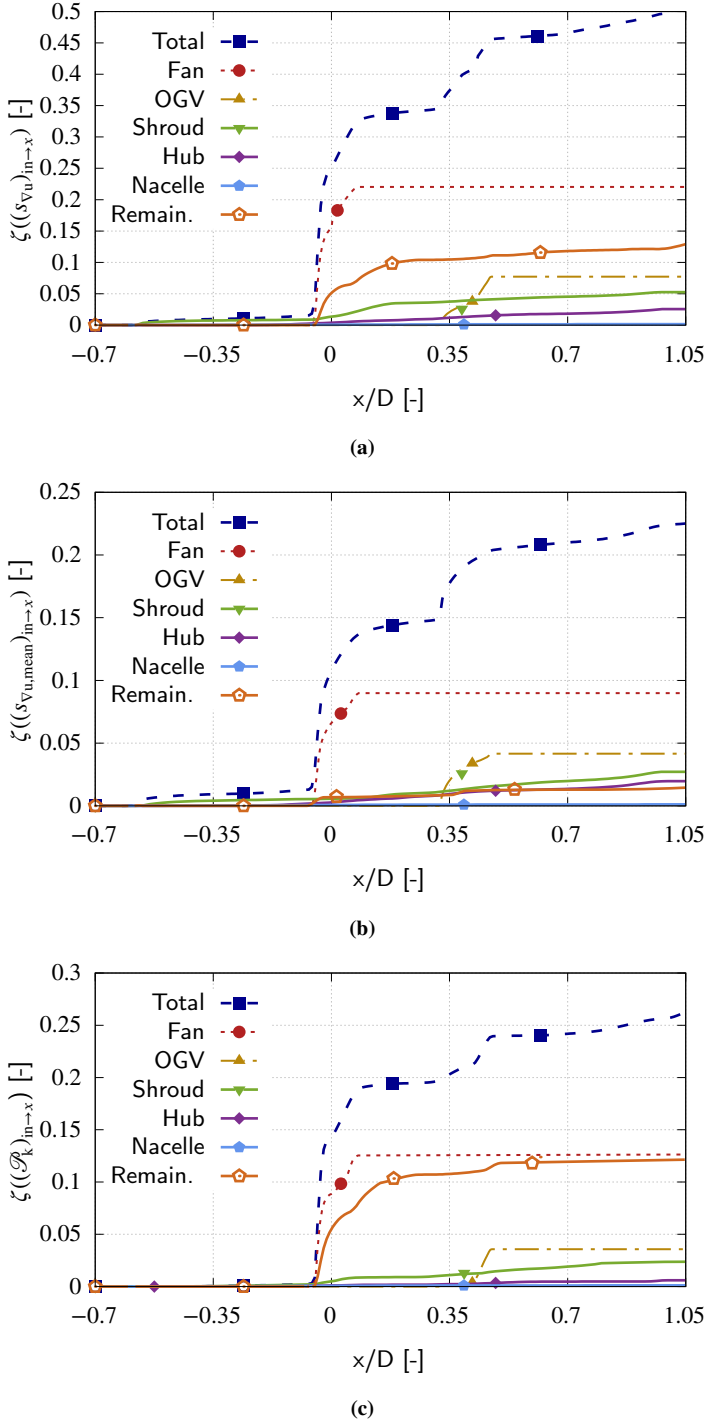 0.5
0.45
0.4
0.35
0.3
0.25
0.2
0.15
0.1
0.05
0
ζ((s∇u)in→x) [-]
Total
Fan
OGV
Shroud
Hub
Nacelle
Remain.
−0.7 −0.35 0 0.35 0.7 1.05
x/D [-]
(a)
0.25
0.2
0.15
0.1
0.05
0
ζ((s∇u,mean)in→x) [-]
Total
Fan
OGV
Shroud
Hub
Nacelle
Remain.
−0.7 −0.35 0 0.35 0.7 1.05
x/D [-]
(b)
0.3
0.25
0.2
0.15
0.1
0.05
0
ζ((𝒫k)in→x) [-]
Total
Fan
OGV
Shroud
Hub
Nacelle
Remain.
−0.7 −0.35 0 0.35 0.7 1.05
x/D [-]
(c)